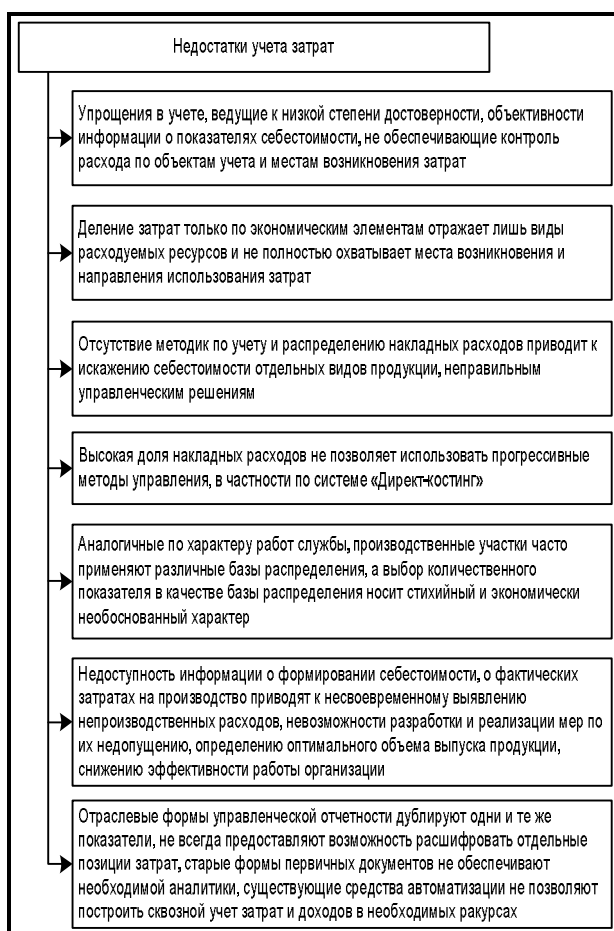 Недостатки учета затрат
Упрощения в учете, ведущие к низкой степени достоверности, объективности
информации о показателях себестоимости, не обеспечивающие контроль
расхода по объектам учета и местам возникновения затрат
Деление затрат только по экономическим элементам отражает лишь виды
расходуемых ресурсов и не полностью охватывает места возникновения и
направления использования затрат
Отсутствие методик по учету и распределению накладных расходов приводит к
искажению себестоимости отдельных видов продукции, неправильным
управленческим решениям
Высокая доля накладных расходов не позволяет использовать прогрессивные
методы управления, в частности по системе «Директ-костинг»
Аналогичные по характеру работ службы, производственные участки часто
применяют различные базы распределения, а выбор количественного
показателя в качестве базы распределения носит стихийный и экономически
необоснованный характер
Недоступность информации о формировании себестоимости, о фактических
затратах на производство приводят к несвоевременному выявлению
непроизводственных расходов, невозможности разработки и реализации мер по
их недопущению, определению оптимального объема выпуска продукции,
снижению эффективности работы организации
Отраслевые формы управленческой отчетности дублируют одни и те же
показатели, не всегда предоставляют возможность расшифровать отдельные
позиции затрат, старые формы первичных документов не обеспечивают
необходимой аналитики, существующие средства автоматизации не позволяют
построить сквозной учет затрат и доходов в необходимых ракурсах